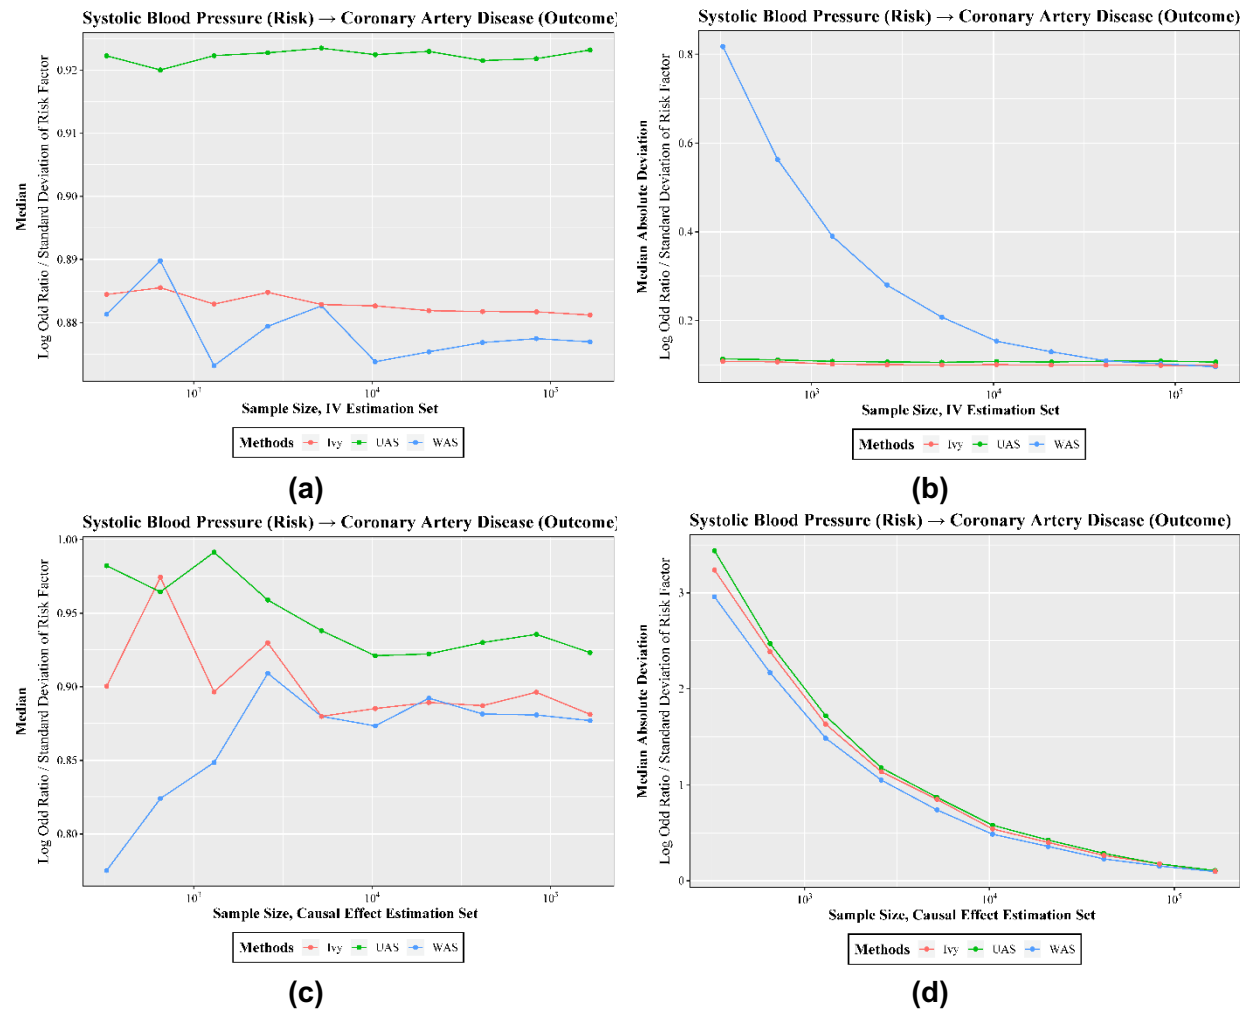 Systolic Blood Pressure (Risk) → Coronary Artery Disease (Outcome)
Median
Log Odd Ratio / Standard Deviation of Risk Factor
0.92
0.91
0.90
0.89
0.88
10³
10⁴
10⁵
Sample Size, IV Estimation Set
Methods Ivy UAS WAS
(a)
Systolic Blood Pressure (Risk) → Coronary Artery Disease (Outcome)
Median Absolute Deviation
Log Odd Ratio / Standard Deviation of Risk Factor
0.8
0.6
0.4
0.2
10³
10⁴
10⁵
Sample Size, IV Estimation Set
Methods Ivy UAS WAS
(b)
Systolic Blood Pressure (Risk) → Coronary Artery Disease (Outcome)
Median
Log Odd Ratio / Standard Deviation of Risk Factor
1.00
0.95
0.90
0.85
0.80
10³
10⁴
10⁵
Sample Size, Causal Effect Estimation Set
Methods Ivy UAS WAS
(c)
Systolic Blood Pressure (Risk) → Coronary Artery Disease (Outcome)
Median Absolute Deviation
Log Odd Ratio / Standard Deviation of Risk Factor
3
2
1
0
10³
10⁴
10⁵
Sample Size, Causal Effect Estimation Set
Methods Ivy UAS WAS
(d)